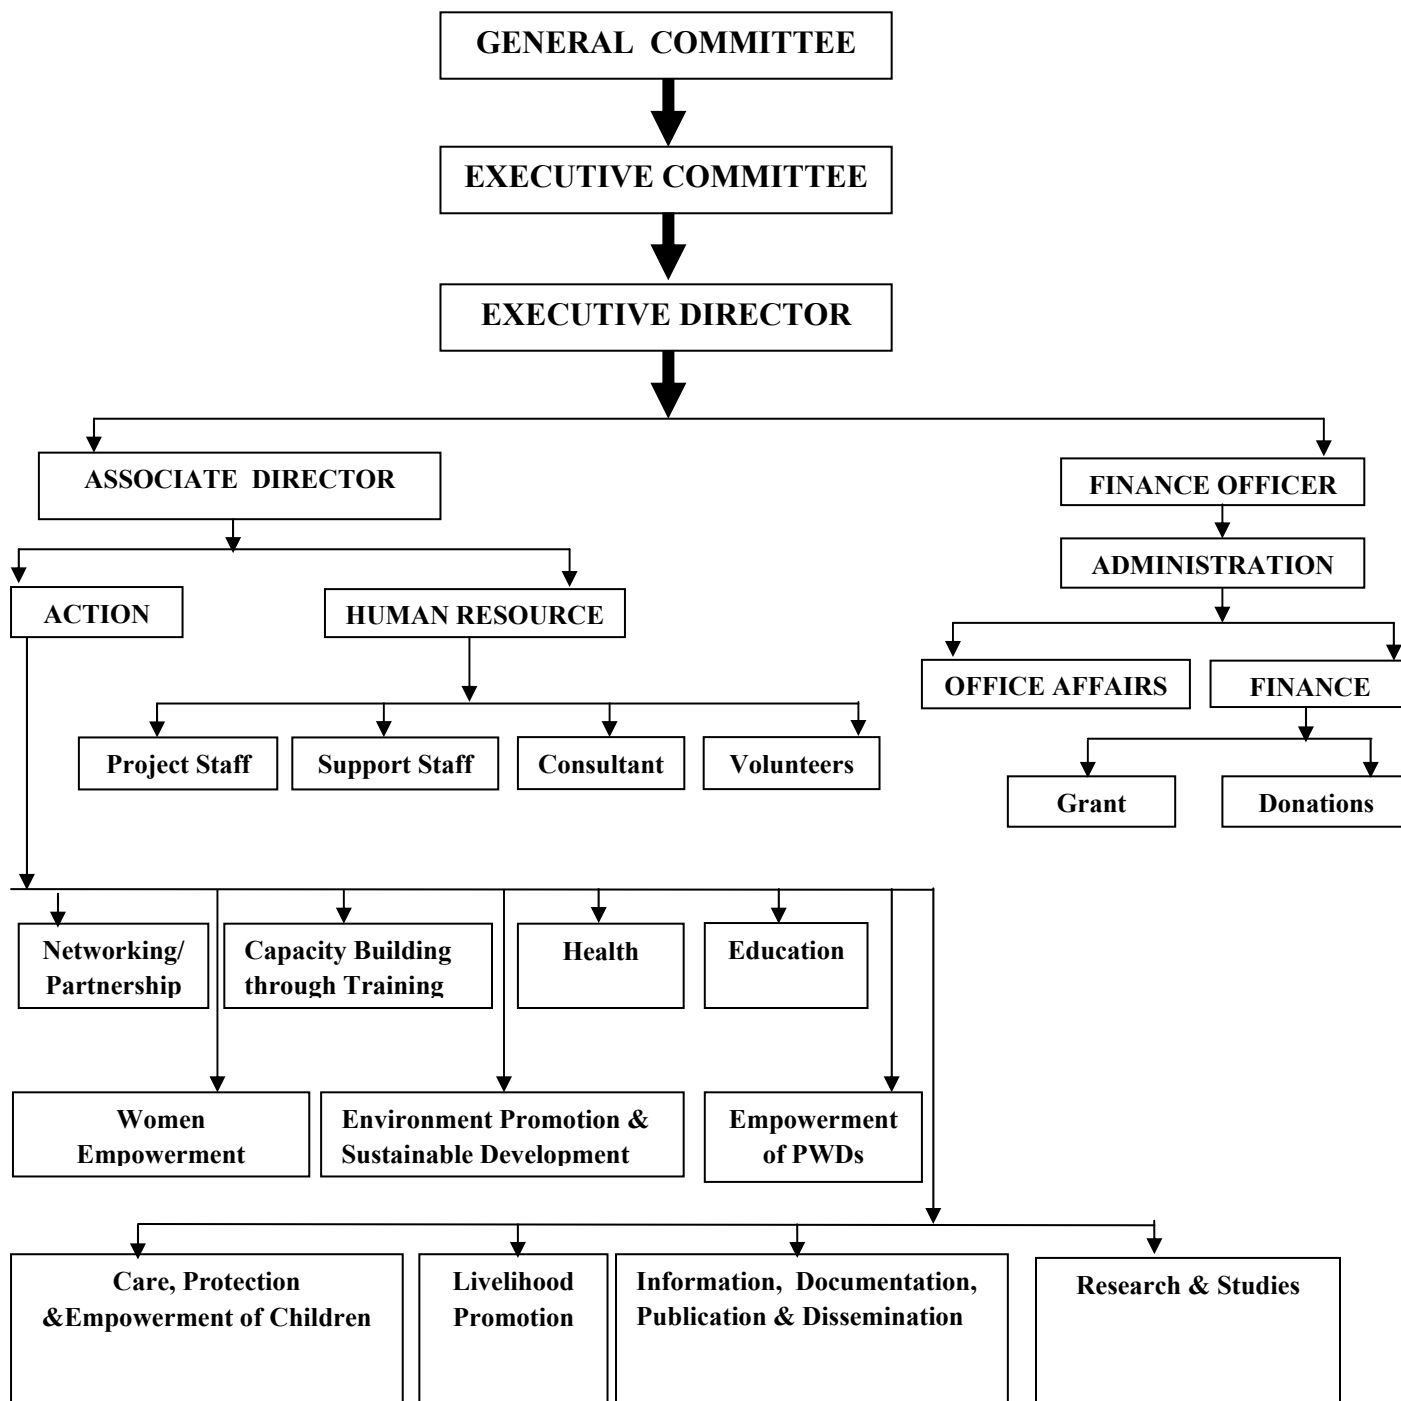 GENERAL COMMITTEE
EXECUTIVE COMMITTEE
EXECUTIVE DIRECTOR
ASSOCIATE DIRECTOR
FINANCE OFFICER
ADMINISTRATION
ACTION
HUMAN RESOURCE
OFFICE AFFAIRS
FINANCE
Project Staff
Support Staff
Consultant
Volunteers
Grant
Donations
Networking/
Partnership
Capacity Building
through Training
Health
Education
Women
Empowerment
Environment Promotion &
Sustainable Development
Empowerment
of PWDs
Care, Protection
&Empowerment of Children
Livelihood
Promotion
Information, Documentation,
Publication & Dissemination
Research & Studies